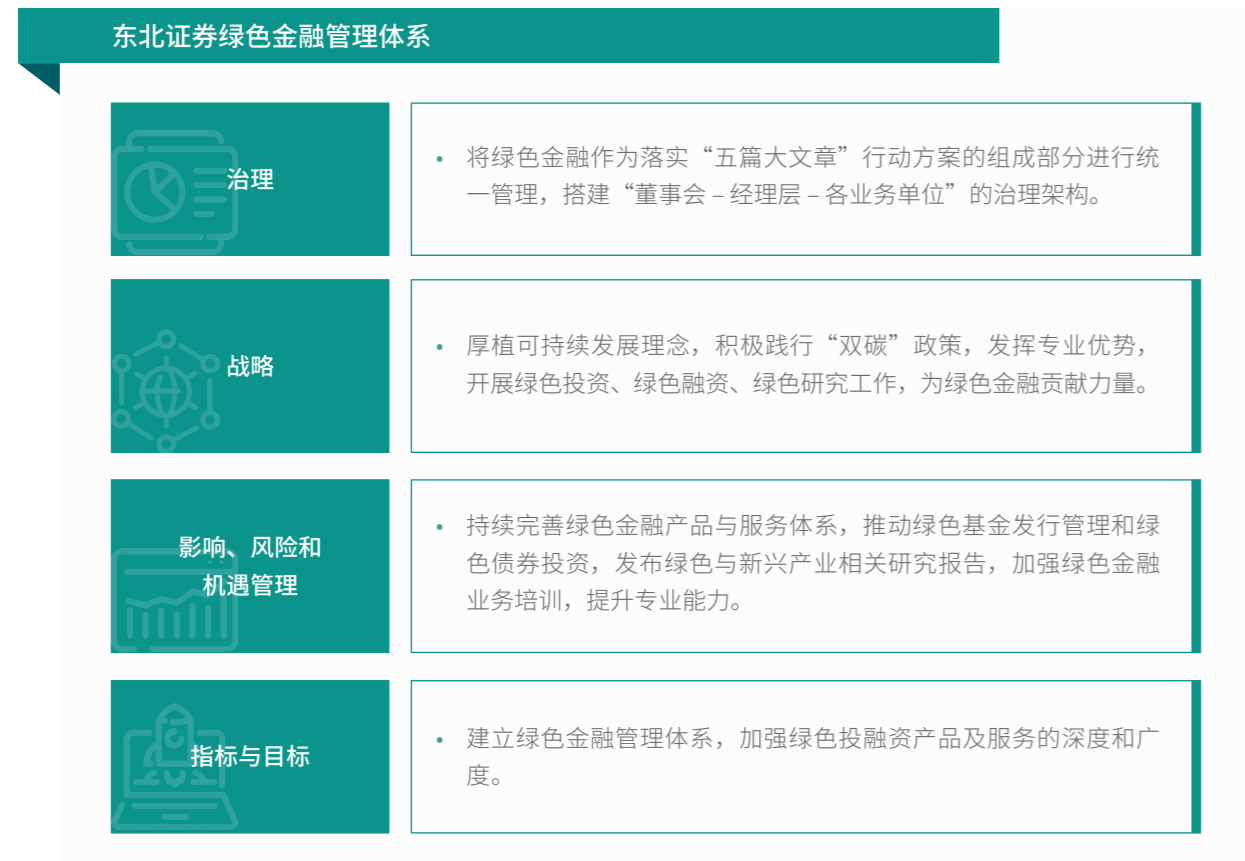 东北证券绿色金融管理体系
治理
• 将绿色金融作为落实“五篇大文章”行动方案的组成部分进行统
一管理，搭建“董事会 – 经理层 – 各业务单位”的治理架构。
战略
• 厚植可持续发展理念，积极践行“双碳”政策，发挥专业优势，
开展绿色投资、绿色融资、绿色研究工作，为绿色金融贡献力量。
影响、风险和
机遇管理
• 持续完善绿色金融产品与服务体系，推动绿色基金发行管理和绿
色债券投资，发布绿色与新兴产业相关研究报告，加强绿色金融
业务培训，提升专业能力。
指标与目标
• 建立绿色金融管理体系，加强绿色投融资产品及服务的深度和广
度。